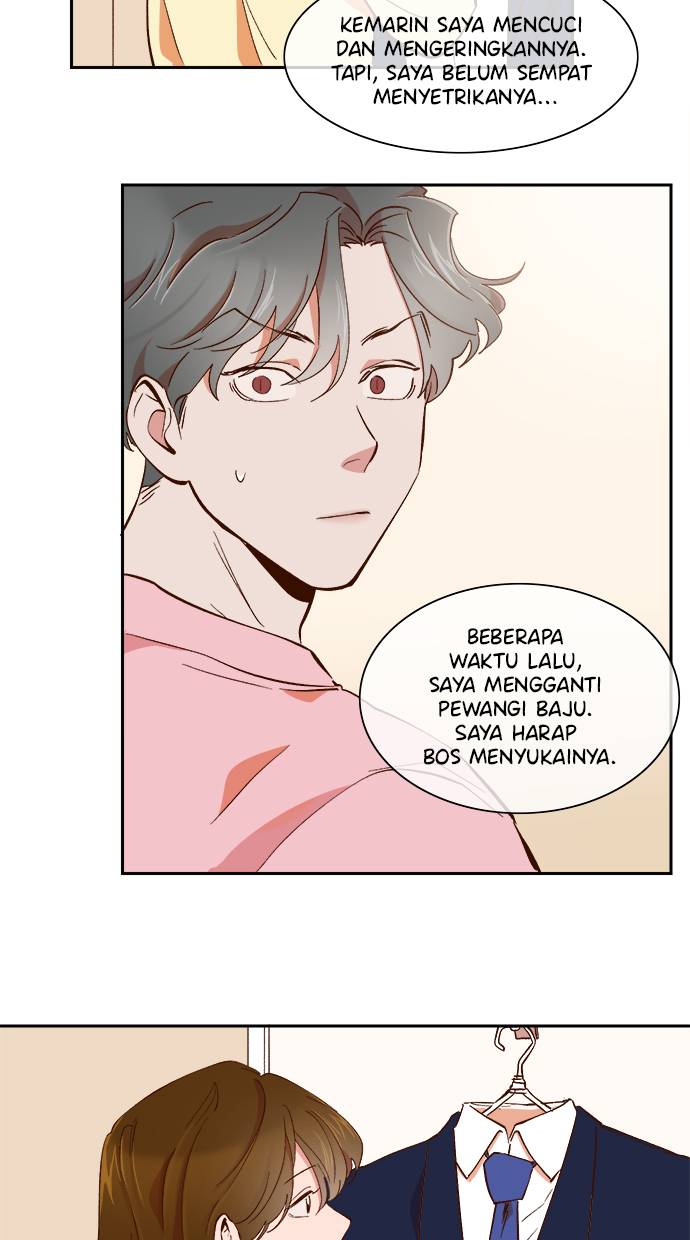 KEMARIN SAYA MENCUCI
DAN MENGERINGKANNYA.
TAPI, SAYA BELUM SEMPAT
MENYETRIKANYA...
BEBERAPA
WAKTU LALU,
SAYA MENGGANTI
PEWANGI BAJU.
SAYA HARAP
BOS MENYUKAINYA.